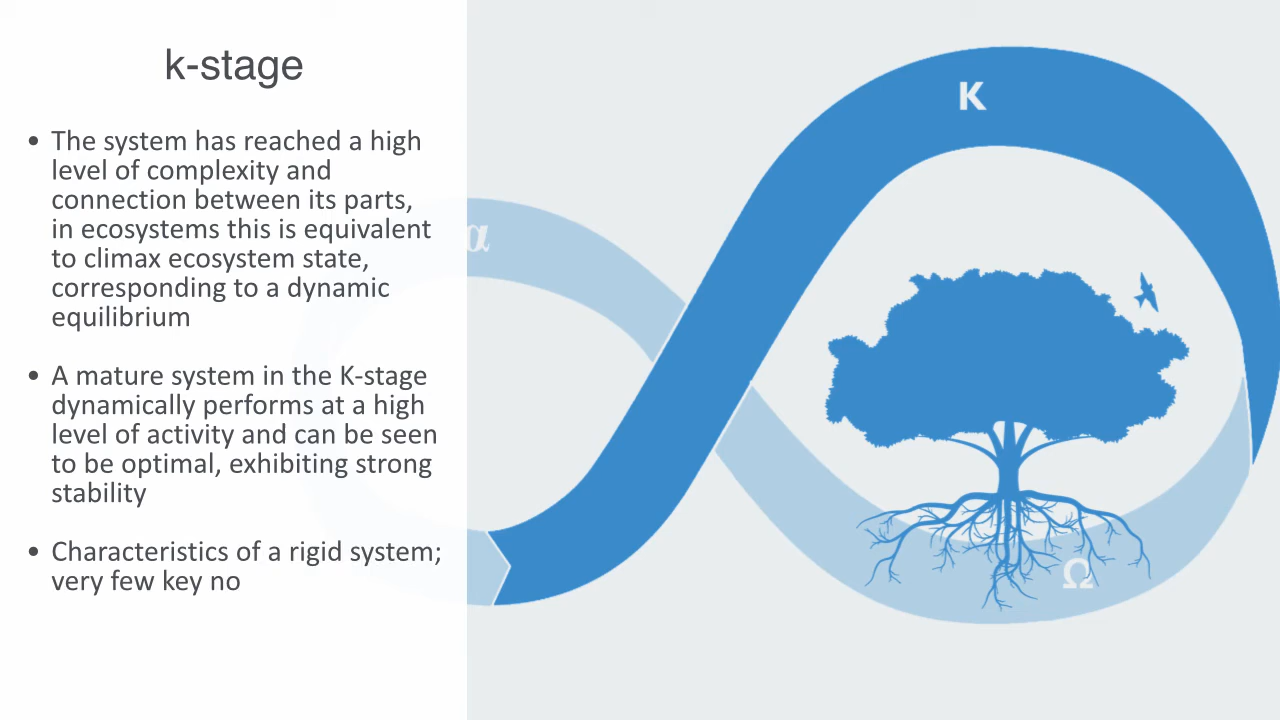 k-stage
• The system has reached a high
level of complexity and
connection between its parts,
in ecosystems this is equivalent
to climax ecosystem state,
corresponding to a dynamic
equilibrium
• A mature system in the K-stage
dynamically performs at a high
level of activity and can be seen
to be optimal, exhibiting strong
stability
• Characteristics of a rigid system;
very few key no
K
α
Ω